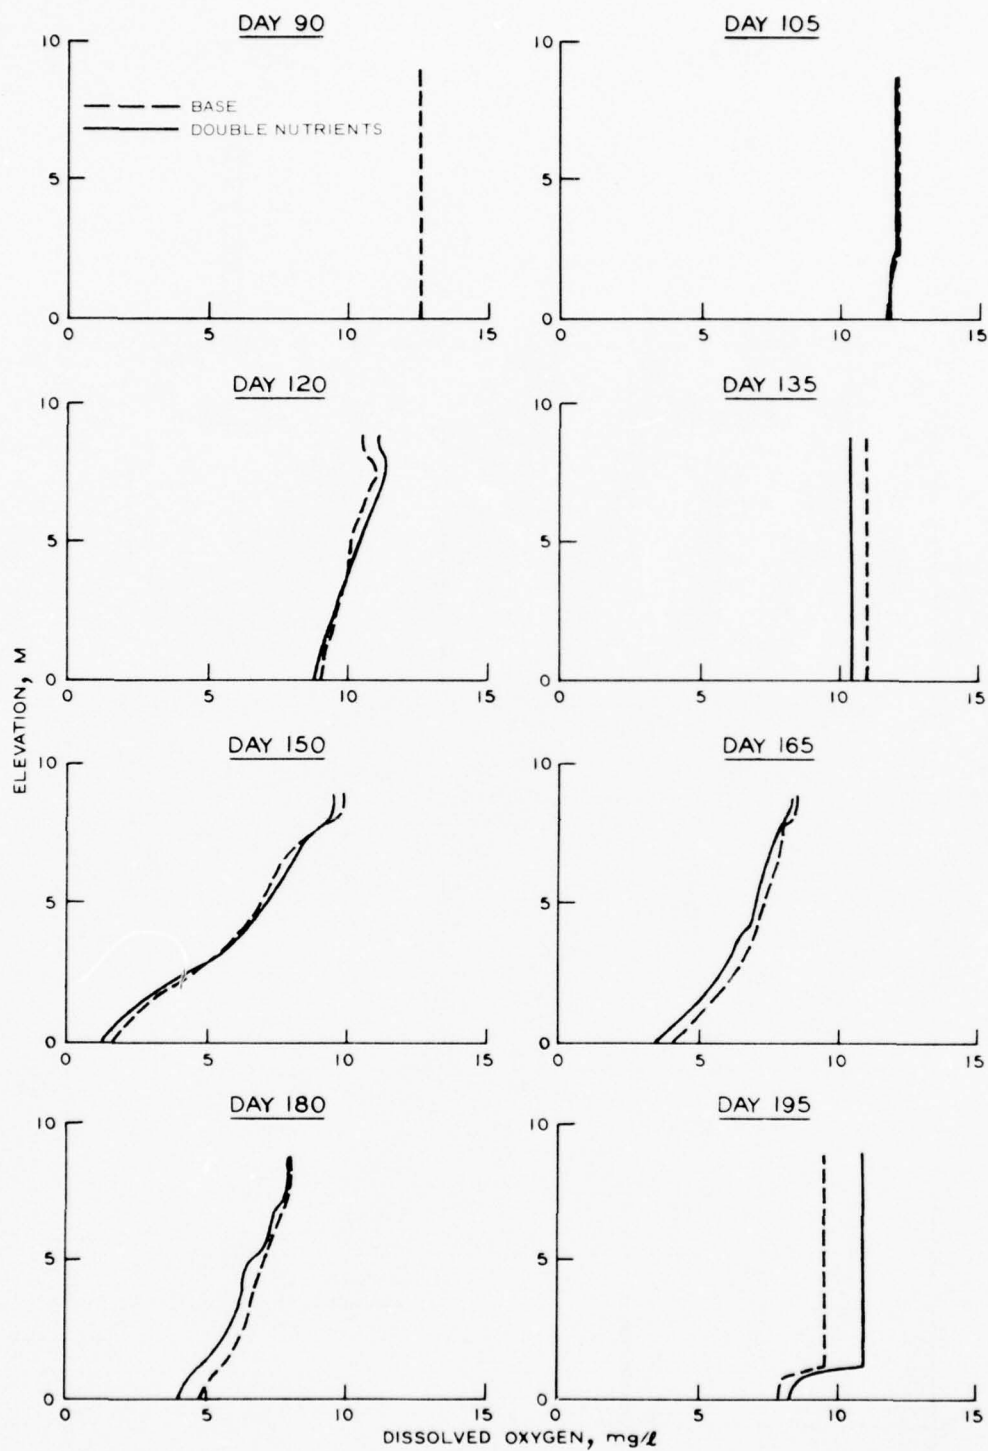 DAY 90
10
5
0
0 5 10 15
BASE
DOUBLE NUTRIENTS
DAY 105
10
5
0
0 5 10 15
DAY 120
10
5
0
0 5 10 15
DAY 135
10
5
0
0 5 10 15
ELEVATION, M
DAY 150
10
5
0
0 5 10 15
DAY 165
10
5
0
0 5 10 15
DAY 180
10
5
0
0 5 10 15
DAY 195
10
5
0
0 5 10 15
DISSOLVED OXYGEN, mg/ℓ